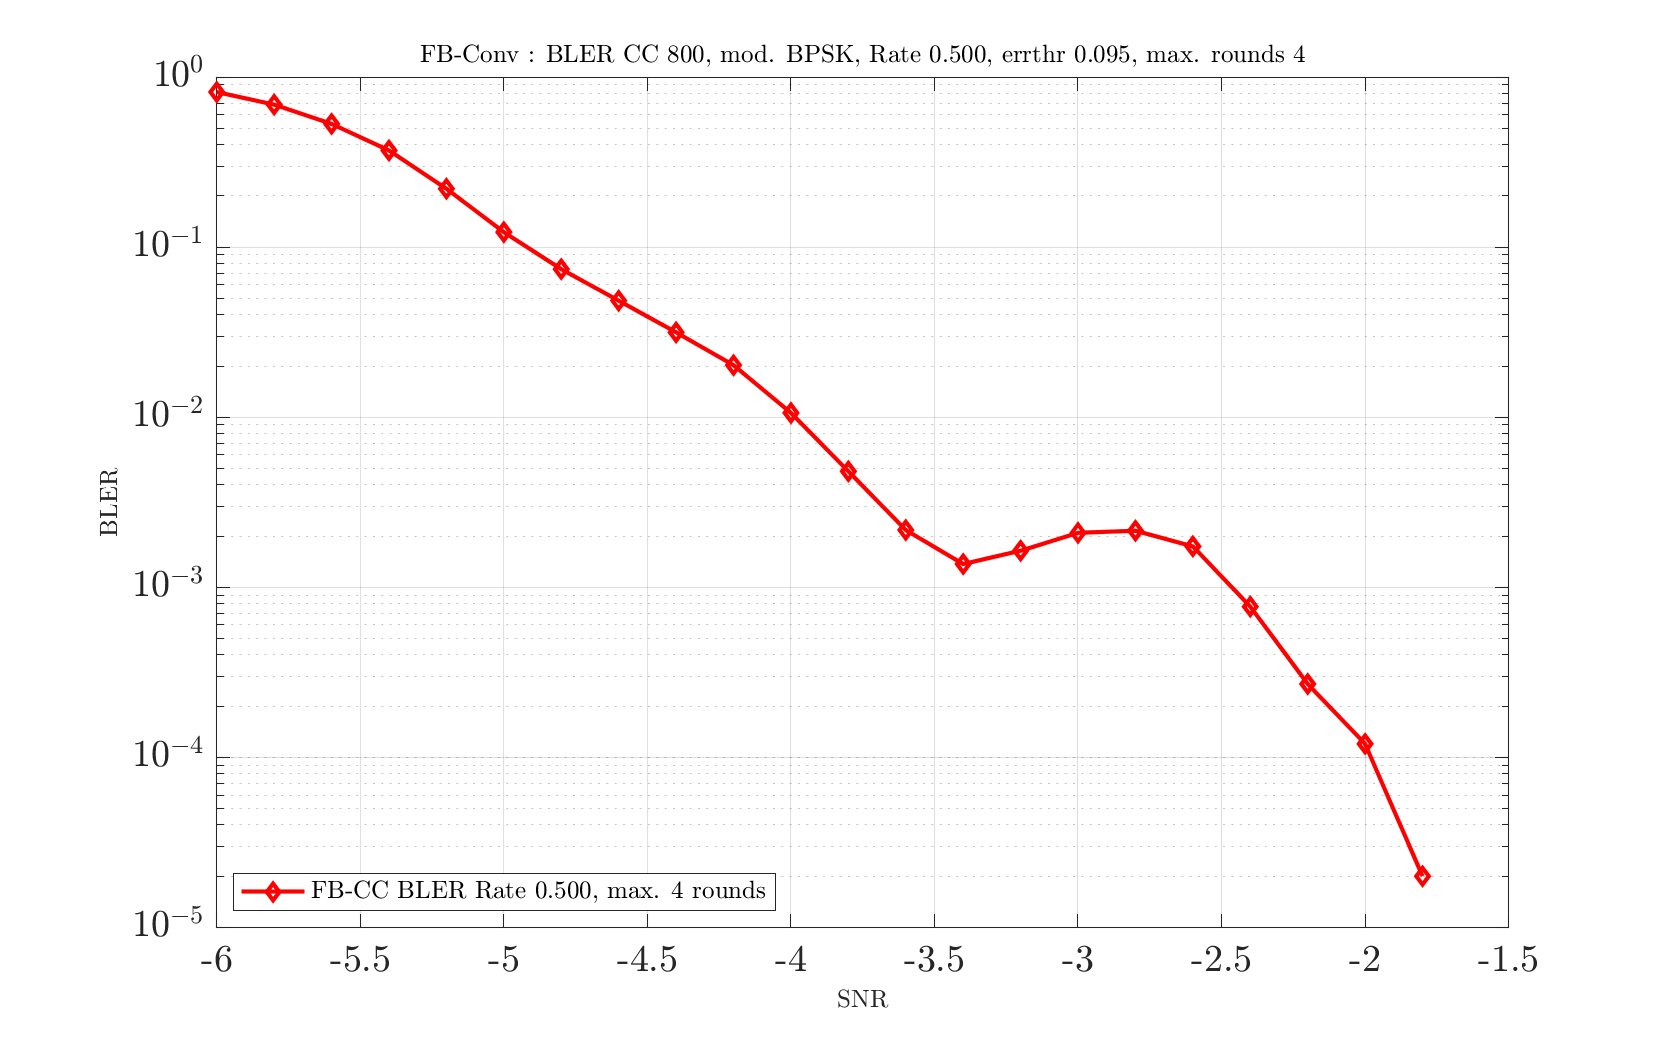 FB-Conv : BLER CC 800, mod. BPSK, Rate 0.500, errthr 0.095, max. rounds 4
10^0
10^-1
10^-2
10^-3
10^-4
10^-5
BLER
FB-CC BLER Rate 0.500, max. 4 rounds
-6 -5.5 -5 -4.5 -4 -3.5 -3 -2.5 -2 -1.5
SNR